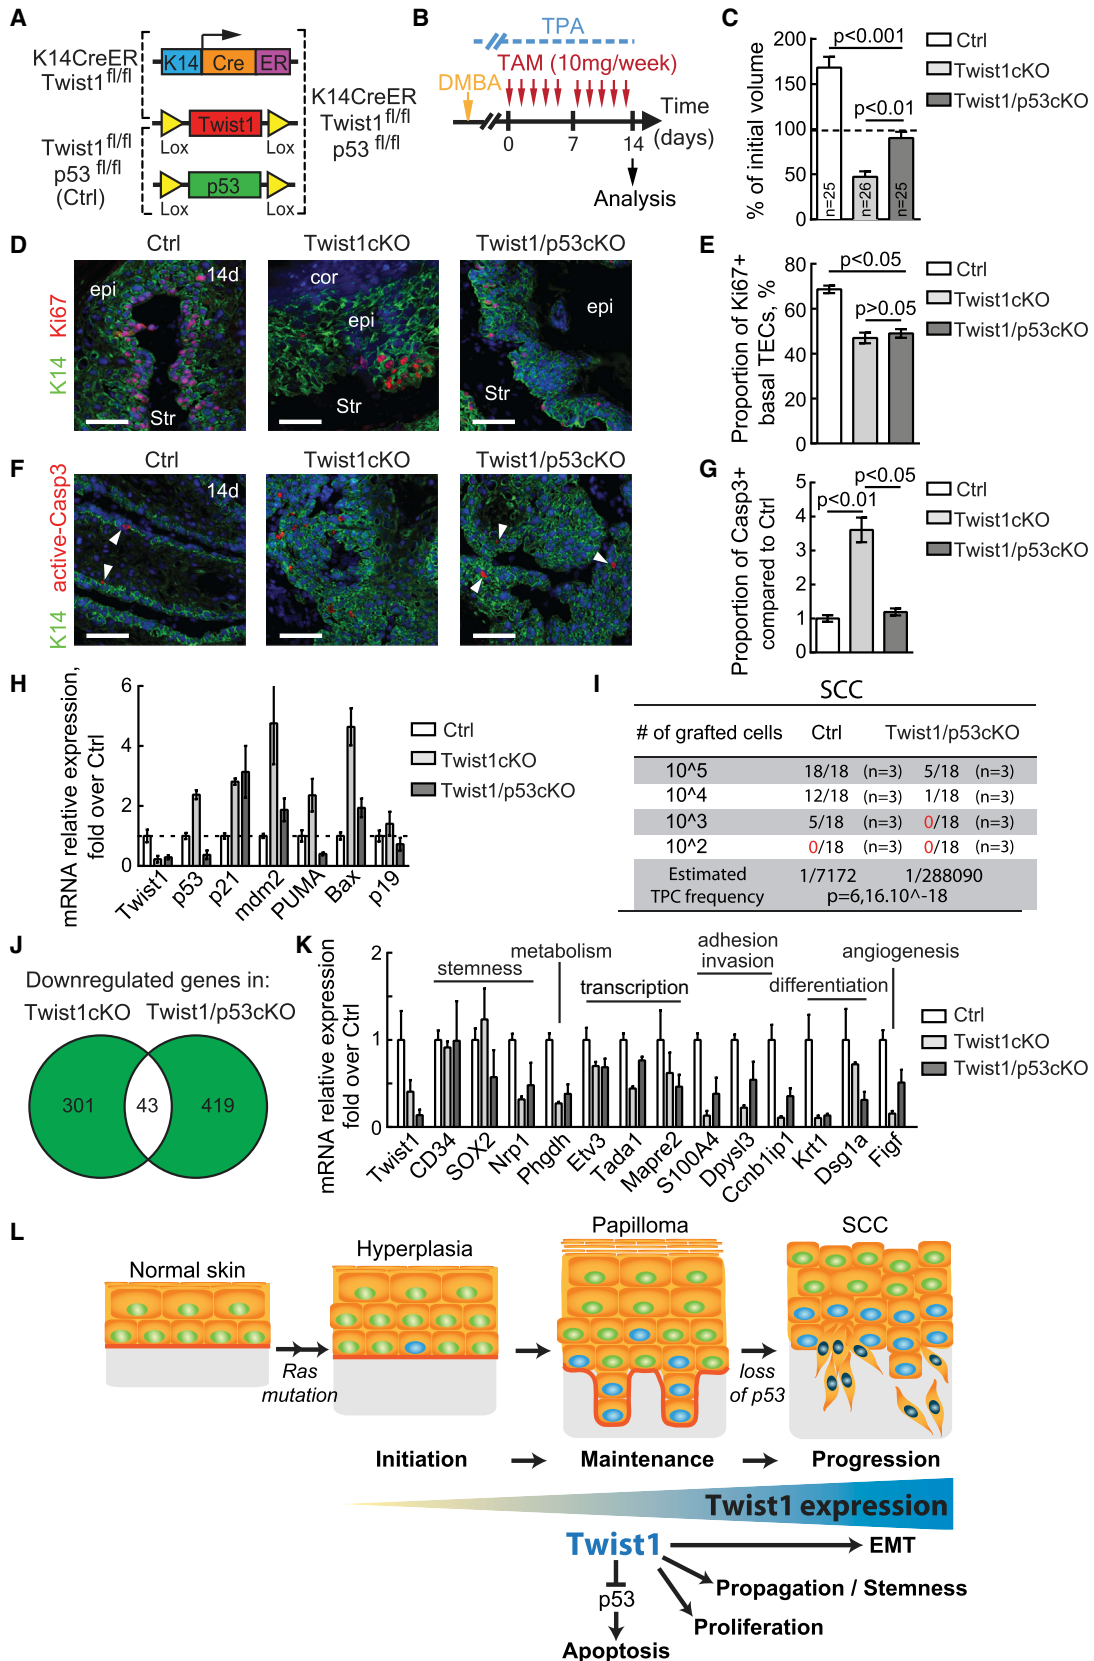 A
K14CreER
Twist1 fl/fl
K14 Cre ER
Twist1
Lox Lox
Twist1 fl/fl
p53 fl/fl
(Ctrl)
p53
Lox Lox
K14CreER
Twist1 fl/fl
p53 fl/fl
B
TPA
TAM (10mg/week)
DMBA
Time
(days)
0 7 14
Analysis
C
% of initial volume
200
150
100
50
0
p<0.001
p<0.01
n=25
n=26
n=25
Ctrl
Twist1cKO
Twist1/p53cKO
D
Ctrl Twist1cKO Twist1/p53cKO
K14 Ki67
14d
epi
Str
cor
epi
Str
epi
Str
E
Proportion of Ki67+
basal TECs, %
80
60
40
20
0
p<0.05
p>0.05
Ctrl
Twist1cKO
Twist1/p53cKO
F
Ctrl Twist1cKO Twist1/p53cKO
K14 active-Casp3
14d
G
Proportion of Casp3+
compared to Ctrl
5
4
3
2
1
0
p<0.05
p<0.01
Ctrl
Twist1cKO
Twist1/p53cKO
H
mRNA relative expression,
fold over Ctrl
6
4
2
0
Ctrl
Twist1cKO
Twist1/p53cKO
Twist1 p53 p21 mdm2 PUMA Bax p19
I
SCC
# of grafted cells Ctrl Twist1/p53cKO
10^5 18/18 (n=3) 5/18 (n=3)
10^4 12/18 (n=3) 1/18 (n=3)
10^3 5/18 (n=3) 0/18 (n=3)
10^2 0/18 (n=3) 0/18 (n=3)
Estimated 1/7172 1/288090
TPC frequency p=6,16.10^-18
J
Downregulated genes in:
Twist1cKO Twist1/p53cKO
301 43 419
K
mRNA relative expression
fold over Ctrl
2
1
0
stemness
metabolism
transcription
adhesion
invasion
differentiation
angiogenesis
Ctrl
Twist1cKO
Twist1/p53cKO
Twist1 CD34 SOX2 Nrp1 Phgdh Etv3 Tada1 Mapre2 S100A4 Dpysl3 Ccnb1ip1 Krt1 Dsg1a Figf
L
Normal skin
Hyperplasia
Papilloma
SCC
Ras
mutation
loss
of p53
Initiation Maintenance Progression
Twist1 expression
Twist1
EMT
Propagation / Stemness
Proliferation
p53
Apoptosis